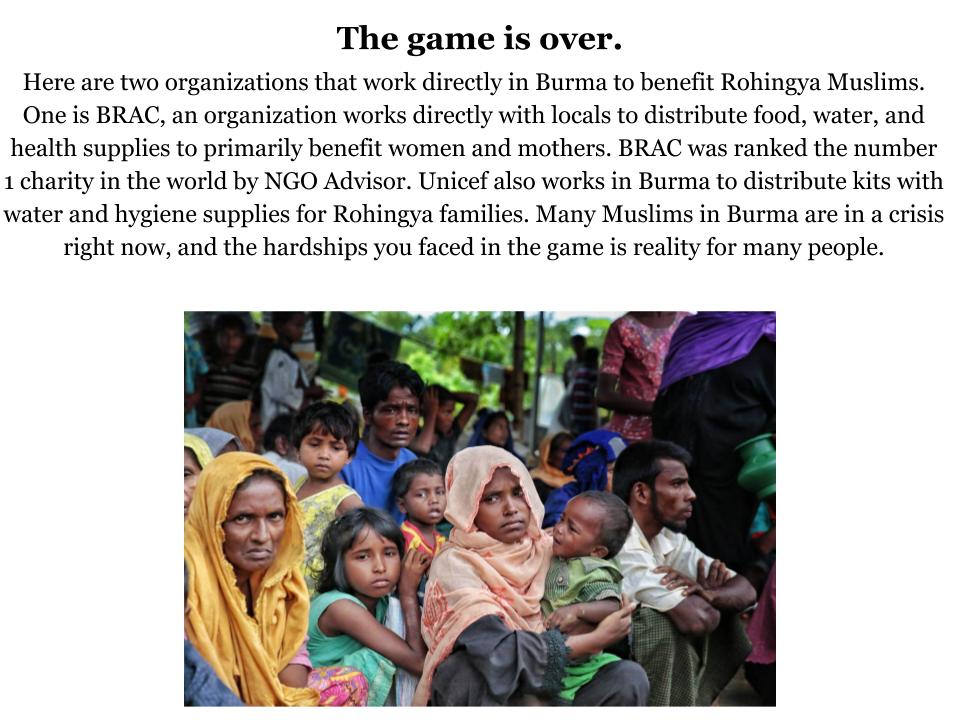 The game is over.
Here are two organizations that work directly in Burma to benefit Rohingya Muslims.
One is BRAC, an organization works directly with locals to distribute food, water, and
health supplies to primarily benefit women and mothers. BRAC was ranked the number
1 charity in the world by NGO Advisor. Unicef also works in Burma to distribute kits with
water and hygiene supplies for Rohingya families. Many Muslims in Burma are in a crisis
right now, and the hardships you faced in the game is reality for many people.